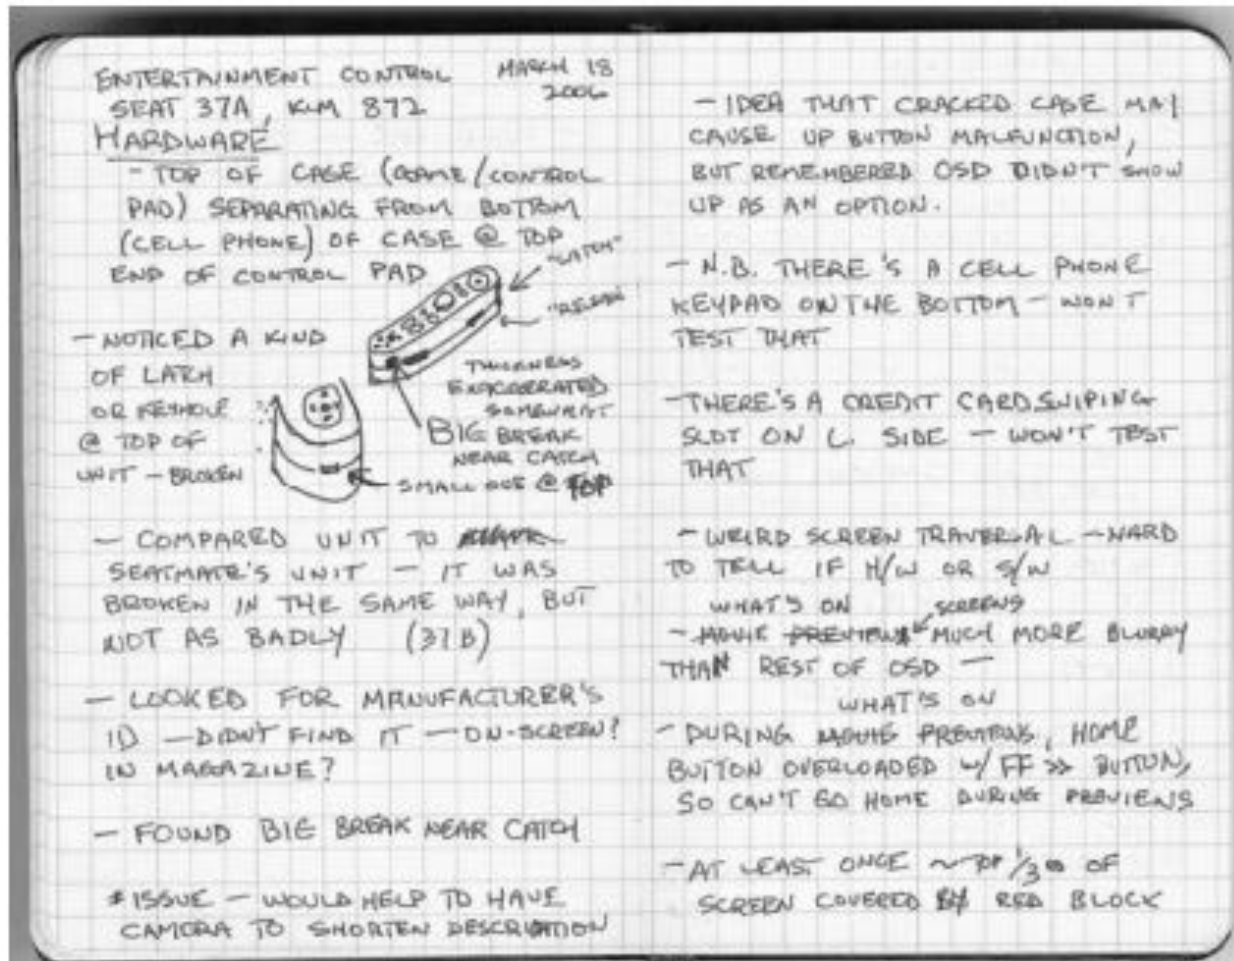 ENTERTAINMENT CONTROL MARCH 18
2006
SEAT 37A, KLM 872
HARDWARE
- TOP OF CASE (GAME/CONTROL
PAD) SEPARATING FROM BOTTOM
(CELL PHONE) OF CASE @ TOP
END OF CONTROL PAD
"CATCH"
- NOTICED A KIND
OF LATCH
OR KEYHOLE
@ TOP OF
UNIT - BROKEN
THICKNESS
EXAGGERATED
SOMEWHAT
BIG BREAK
NEAR CATCH
SMALL ONE @ TOP
- COMPARED UNIT TO
SEATMATE'S UNIT - IT WAS
BROKEN IN THE SAME WAY, BUT
NOT AS BADLY (37B)
- LOOKED FOR MANUFACTURER'S
ID - DIDN'T FIND IT - ON-SCREEN?
IN MAGAZINE?
- FOUND BIG BREAK NEAR CATCH
# ISSUE - WOULD HELP TO HAVE
CAMERA TO SHORTEN DESCRIPTION
- IDEA THAT CRACKED CASE MAY
CAUSE UP BUTTON MALFUNCTION,
BUT REMEMBERED OSD DIDN'T SHOW
UP AS AN OPTION.
- N.B. THERE'S A CELL PHONE
KEYPAD ON THE BOTTOM - WON'T
TEST THAT
- THERE'S A CREDIT CARD SWIPING
SLOT ON L. SIDE - WON'T TEST
THAT
- WEIRD SCREEN TRAVERSAL - HARD
TO TELL IF H/W OR S/W
WHAT'S ON SCREENS
- MOVIE PREVIEWS MUCH MORE BLURRY
THAN REST OF OSD -
WHAT'S ON
- DURING MOVIE PREVIEWS, HOME
BUTTON OVERLOADED W/ FF >> BUTTON,
SO CAN'T GO HOME DURING PREVIEWS
- AT LEAST ONCE ~ TOP 1/3 OF
SCREEN COVERED BY RED BLOCK